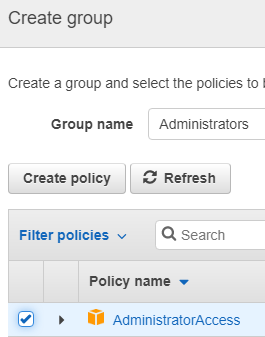 Create group
Create a group and select the policies to
Group name
Administrators
Create policy
Refresh
Filter policies
Search
Policy name
AdministratorAccess